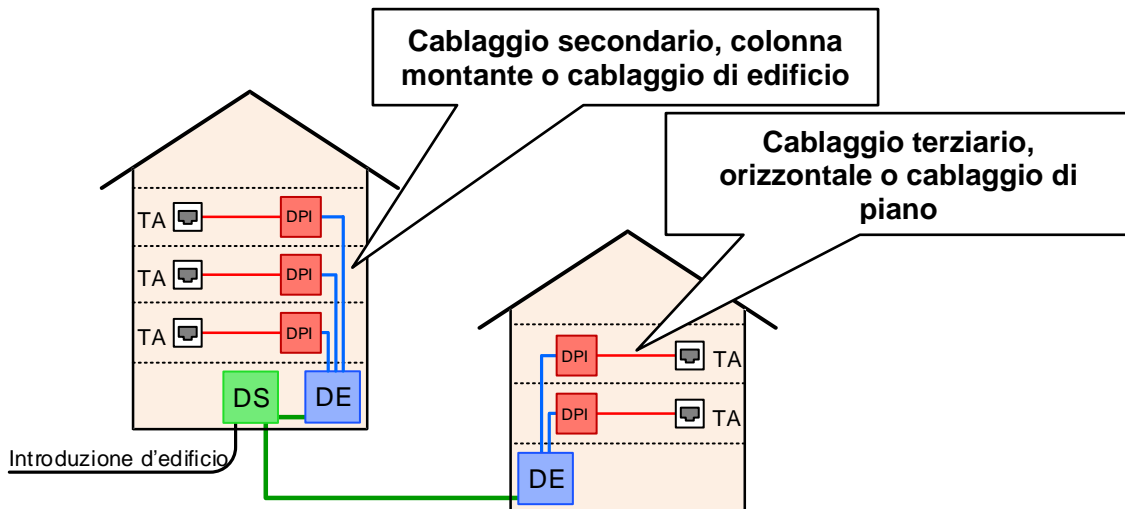 Cablaggio secondario, colonna
montante o cablaggio di edificio
Cablaggio terziario,
orizzontale o cablaggio di
piano
TA DPI
TA DPI
TA DPI
DS DE
Introduzione d'edificio
DPI TA
DPI TA
DE